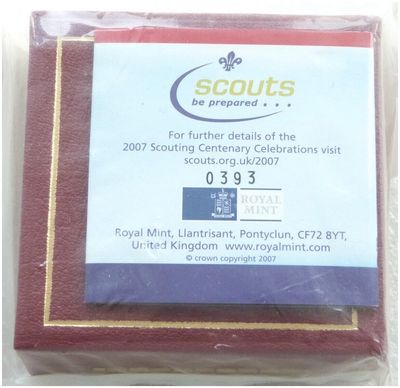 scouts
be prepared . . .
For further details of the
2007 Scouting Centenary Celebrations visit
scouts.org.uk/2007
0393
ROYAL
MINT
Royal Mint, Llantrisant, Pontyclun, CF72 8YT,
United Kingdom www.royalmint.com
© crown copyright 2007